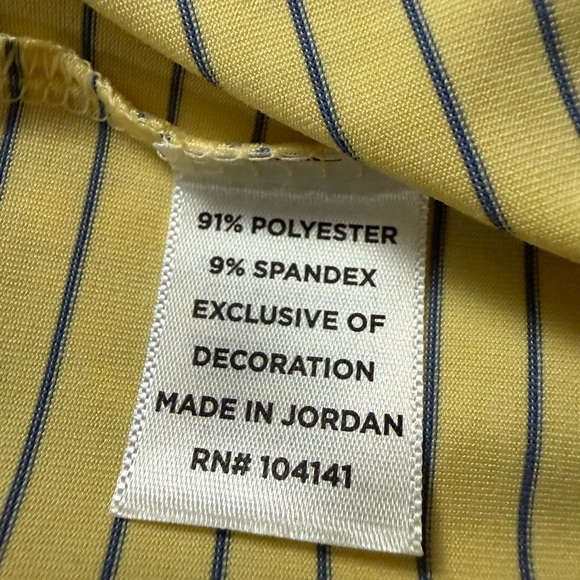 91% POLYESTER
9% SPANDEX
EXCLUSIVE OF
DECORATION
MADE IN JORDAN
RN# 104141